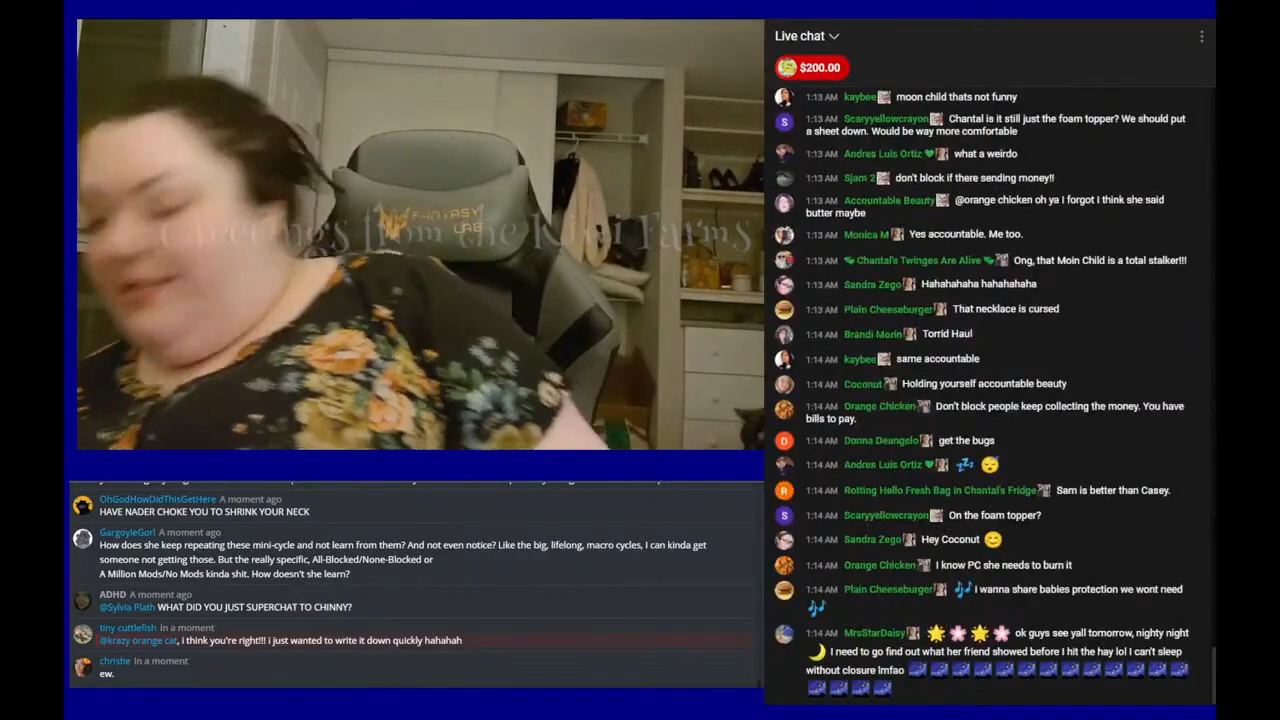 FANTASY
LAB
Greetings from the Kiwi Farms
OhGodHowDidThisGetHere A moment ago
HAVE NADER CHOKE YOU TO SHRINK YOUR NECK
GargoyleGorl A moment ago
How does she keep repeating these mini-cycle and not learn from them? And not even notice? Like the big, lifelong, macro cycles, I can kinda get
someone not getting those. But the really specific, All-Blocked/None-Blocked or
A Million Mods/No Mods kinda shit. How doesn't she learn?
ADHD A moment ago
@Sylvia Plath WHAT DID YOU JUST SUPERCHAT TO CHINNY?
tiny cuttlefish In a moment
@krazy orange cat, i think you're right!!! i just wanted to write it down quickly hahahah
christie In a moment
ew.
Live chat
$200.00
1:13 AM kaybee moon child thats not funny
S 1:13 AM Scaryyellowcrayon Chantal is it still just the foam topper? We should put
a sheet down. Would be way more comfortable
1:13 AM Andres Luis Ortiz 💚 what a weirdo
1:13 AM Sjam 2 don't block if there sending money!!
1:13 AM Accountable Beauty @orange chicken oh ya I forgot I think she said
butter maybe
1:13 AM Monica M Yes accountable. Me too.
1:13 AM Chantal's Twinges Are Alive Ong, that Moin Child is a total stalker!!!
1:13 AM Sandra Zego Hahahahaha hahahahaha
1:13 AM Plain Cheeseburger That necklace is cursed
1:14 AM Brandi Morin Torrid Haul
1:14 AM kaybee same accountable
1:14 AM Coconut Holding yourself accountable beauty
1:14 AM Orange Chicken Don't block people keep collecting the money. You have
bills to pay.
D 1:14 AM Donna Deangelo get the bugs
1:14 AM Andres Luis Ortiz 💚 💤 😴
R 1:14 AM Rotting Hello Fresh Bag in Chantal's Fridge Sam is better than Casey.
S 1:14 AM Scaryyellowcrayon On the foam topper?
1:14 AM Sandra Zego Hey Coconut 😊
1:14 AM Orange Chicken I know PC she needs to burn it
1:14 AM Plain Cheeseburger 🎶 I wanna share babies protection we wont need
🎶
1:14 AM MrsStarDaisy 🌟🌸🌟🌸 ok guys see yall tomorrow, nighty night
🌙 I need to go find out what her friend showed before I hit the hay lol I can't sleep
without closure lmfao 🌌🌌🌌🌌🌌🌌🌌🌌🌌🌌🌌🌌🌌
🌌🌌🌌🌌